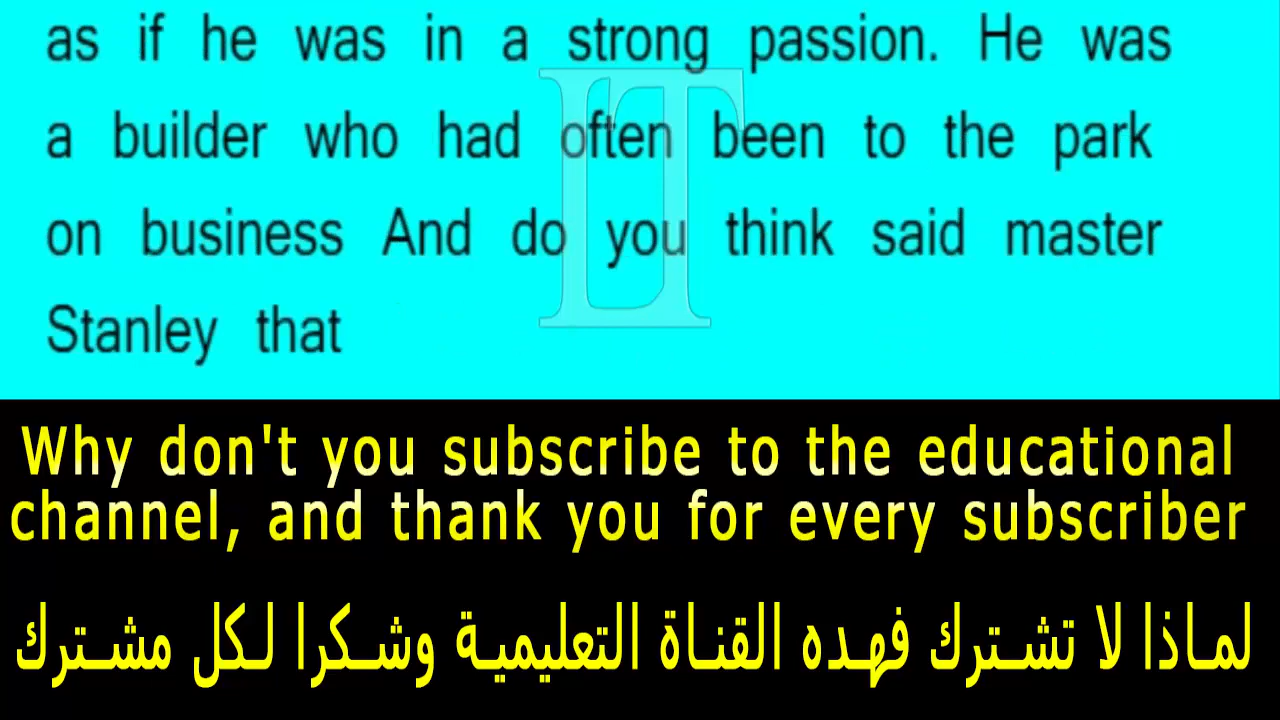 as if he was in a strong passion. He was
a builder who had often been to the park
on business And do you think said master
Stanley that
LT
Why don't you subscribe to the educational
channel, and thank you for every subscriber
لماذا لا تشترك فهده القناة التعليمية وشكرا لكل مشترك